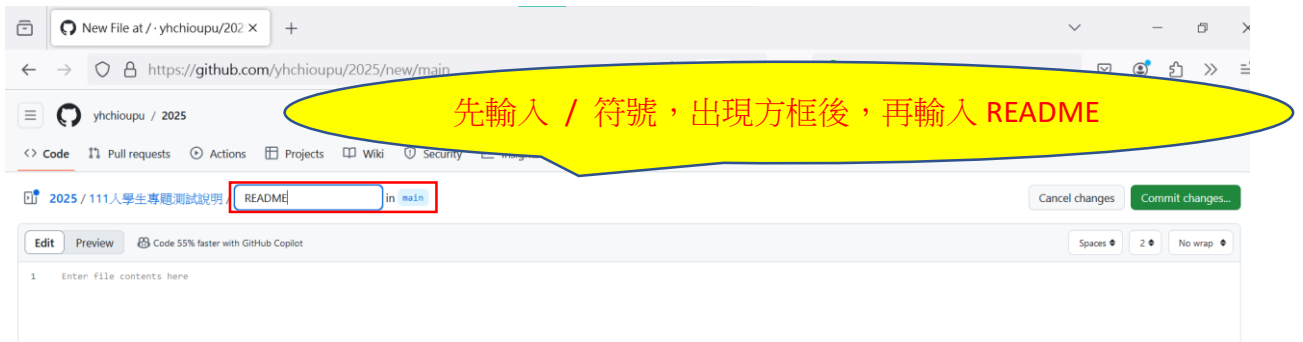 New File at / · yhchioupu/202
https://github.com/yhchioupu/2025/new/main
先輸入 / 符號，出現方框後，再輸入 README
yhchioupu / 2025
Code Pull requests Actions Projects Wiki Security
2025 / 111入學生專題測試說明 / README in main Cancel changes Commit changes...
Edit Preview Code 55% faster with GitHub Copilot Spaces 2 No wrap
1 Enter file contents here